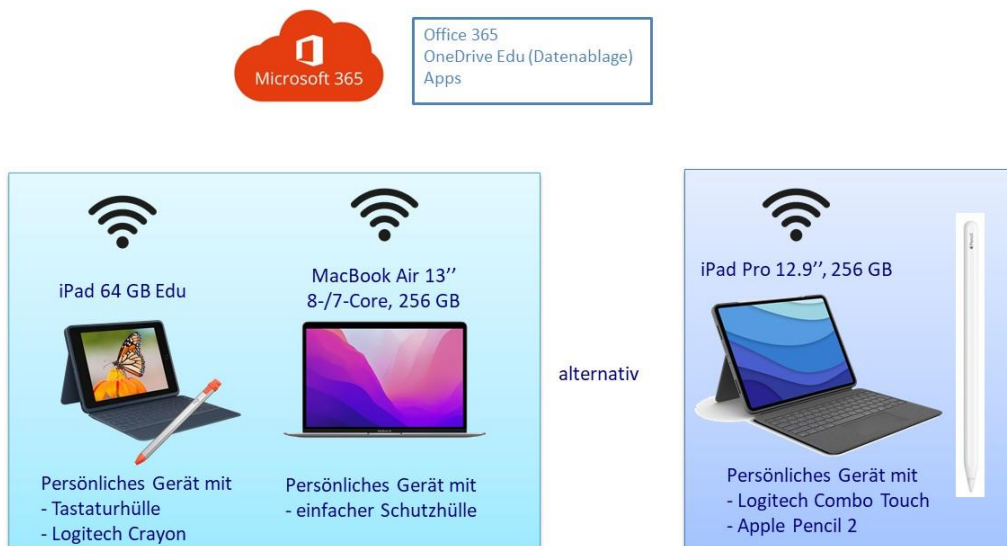 Microsoft 365
Office 365
OneDrive Edu (Datenablage)
Apps
iPad 64 GB Edu
MacBook Air 13’’
8-/7-Core, 256 GB
Persönliches Gerät mit
- Tastaturhülle
- Logitech Crayon
Persönliches Gerät mit
- einfacher Schutzhülle
alternativ
iPad Pro 12.9’’, 256 GB
Persönliches Gerät mit
- Logitech Combo Touch
- Apple Pencil 2